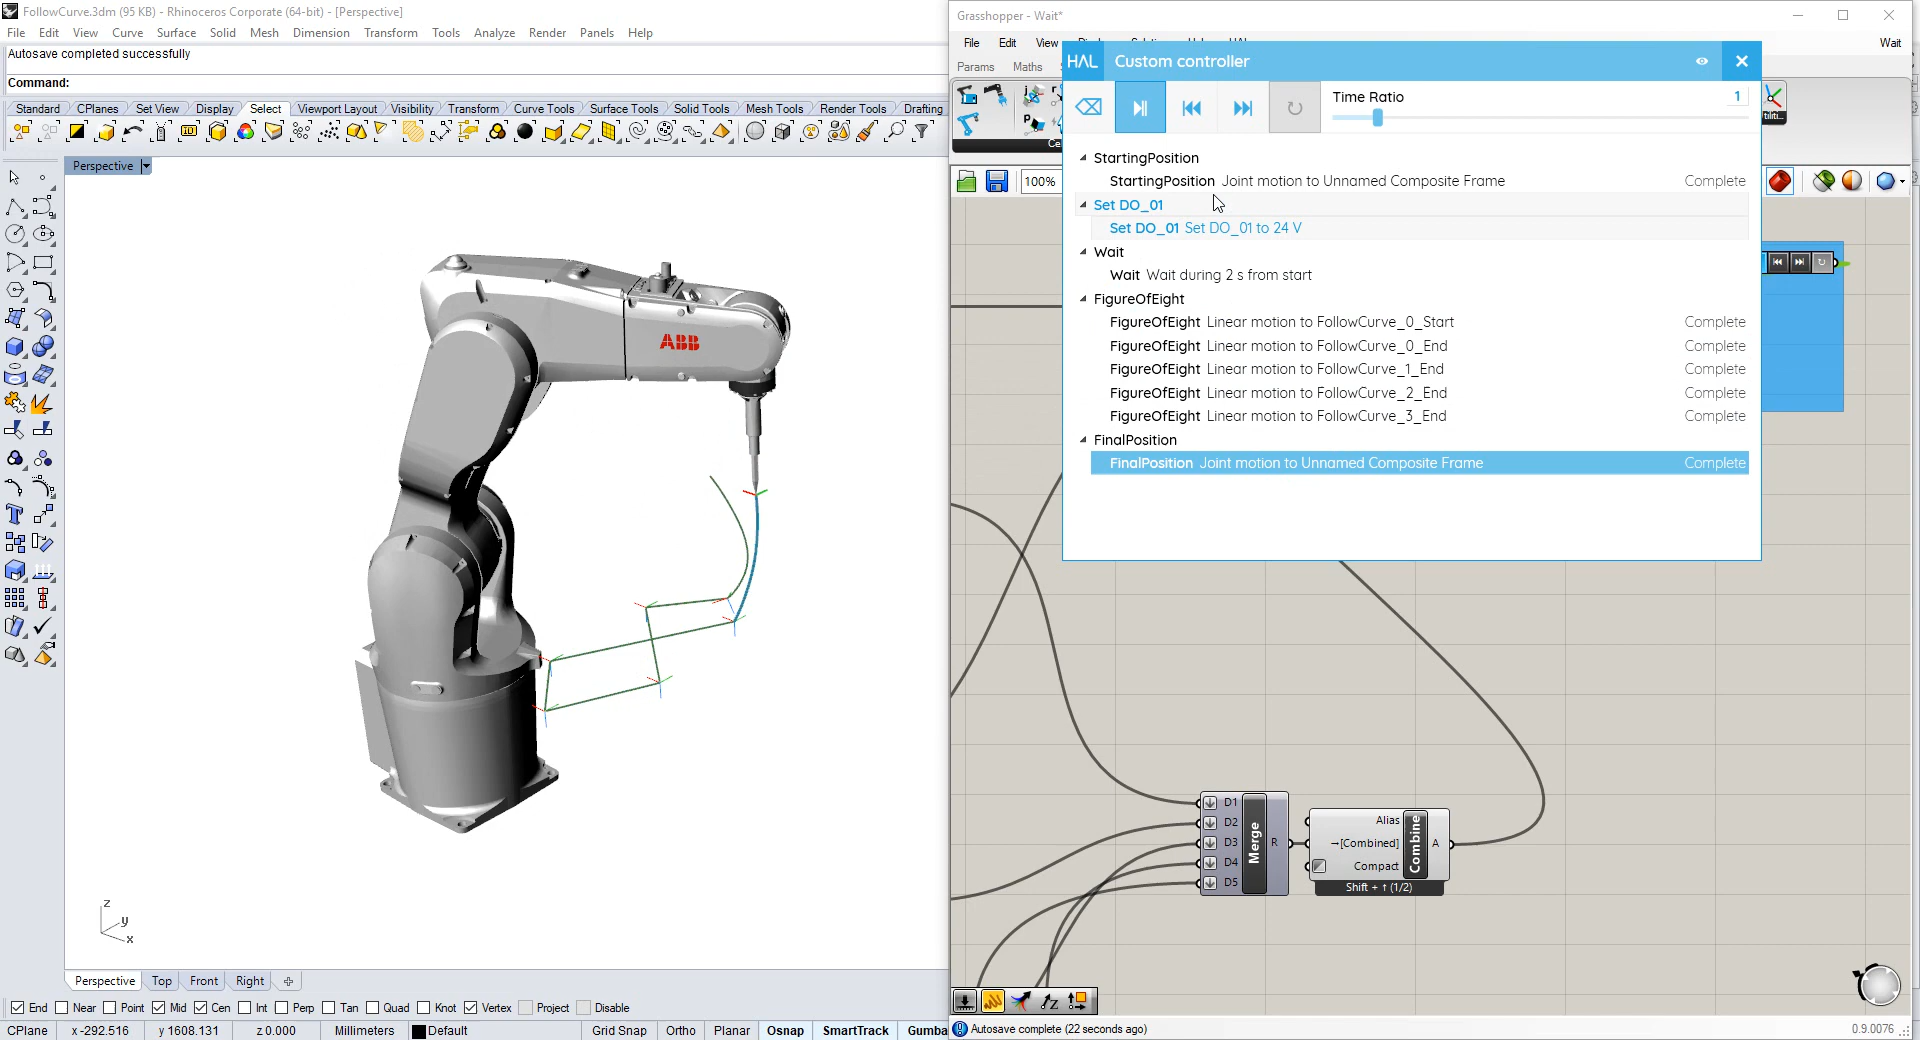 FollowCurve.3dm (95 KB) - Rhinoceros Corporate (64-bit) - [Perspective]
File Edit View Curve Surface Solid Mesh Dimension Transform Tools Analyze Render Panels Help
Autosave completed successfully
Command:
Standard CPlanes Set View Display Select Viewport Layout Visibility Transform Curve Tools Surface Tools Solid Tools Mesh Tools Render Tools Drafting
Perspective
ABB
z
y
x
Perspective Top Front Right
End Near Point Mid Cen Int Perp Tan Quad Knot Vertex Project Disable
CPlane x -292.516 y 1608.131 z 0.000 Millimeters Default Grid Snap Ortho Planar Osnap SmartTrack Gumba
Grasshopper - Wait*
File Edit View
Wait
Params Maths
100%
HAL Custom controller
Time Ratio 1
StartingPosition
StartingPosition Joint motion to Unnamed Composite Frame Complete
Set DO_01
Set DO_01 Set DO_01 to 24 V
Wait
Wait Wait during 2 s from start
FigureOfEight
FigureOfEight Linear motion to FollowCurve_0_Start Complete
FigureOfEight Linear motion to FollowCurve_0_End Complete
FigureOfEight Linear motion to FollowCurve_1_End Complete
FigureOfEight Linear motion to FollowCurve_2_End Complete
FigureOfEight Linear motion to FollowCurve_3_End Complete
FinalPosition
FinalPosition Joint motion to Unnamed Composite Frame Complete
D1
D2
D3
D4
D5
Merge
R
Alias
→[Combined]
Compact
Combine
A
Shift + ↑ (1/2)
Autosave complete (22 seconds ago)
0.9.0076